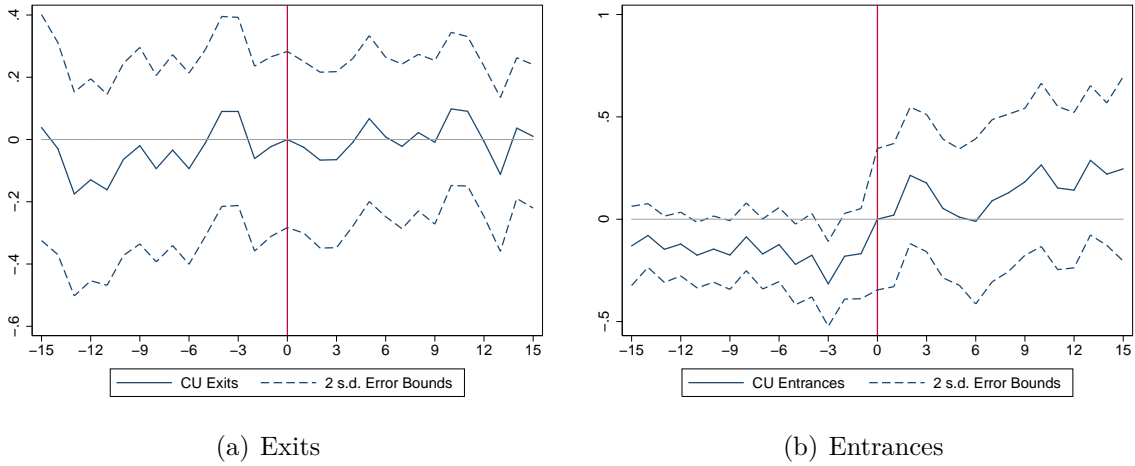 .4
.2
0
−.2
−.4
−.6
−15 −12 −9 −6 −3 0 3 6 9 12 15
CU Exits 2 s.d. Error Bounds
(a) Exits
1
.5
0
−.5
−15 −12 −9 −6 −3 0 3 6 9 12 15
CU Entrances 2 s.d. Error Bounds
(b) Entrances